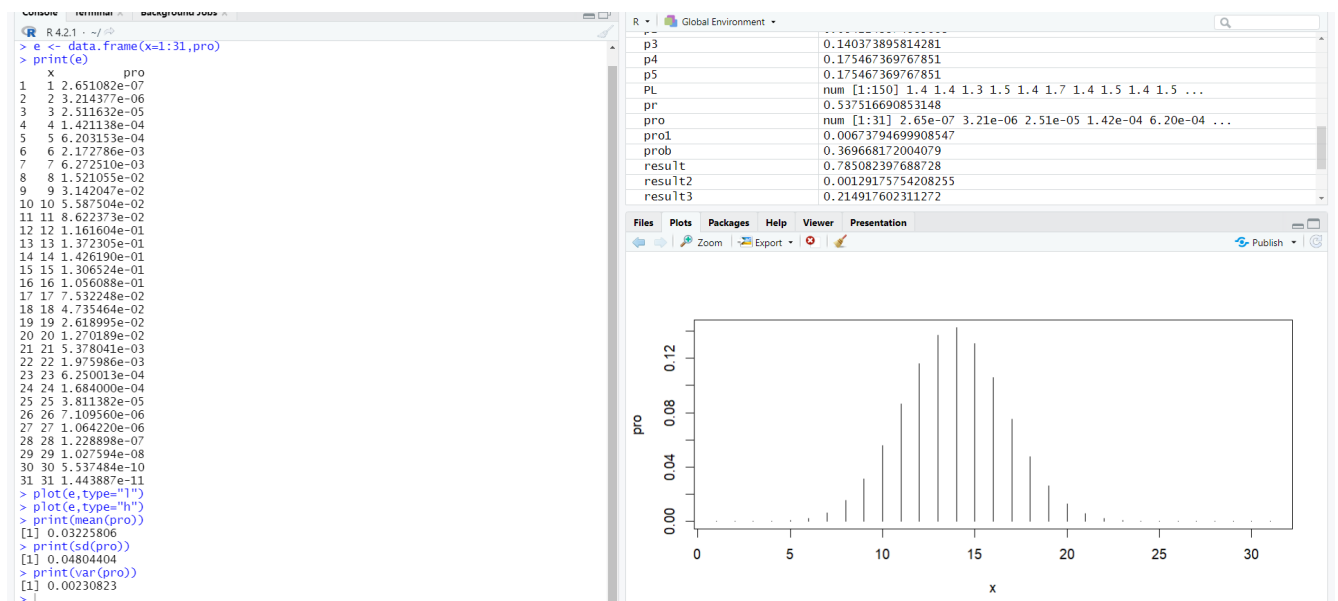 Console Terminal × Background Jobs ×
R 4.2.1 · ~/
> e <- data.frame(x=1:31,pro)
> print(e)
x pro
1 1 2.651082e-07
2 2 3.214377e-06
3 3 2.511632e-05
4 4 1.421138e-04
5 5 6.203153e-04
6 6 2.172786e-03
7 7 6.272510e-03
8 8 1.521055e-02
9 9 3.142047e-02
10 10 5.587504e-02
11 11 8.622373e-02
12 12 1.161604e-01
13 13 1.372305e-01
14 14 1.426190e-01
15 15 1.306524e-01
16 16 1.056088e-01
17 17 7.532248e-02
18 18 4.735464e-02
19 19 2.618995e-02
20 20 1.270189e-02
21 21 5.378041e-03
22 22 1.975986e-03
23 23 6.250013e-04
24 24 1.684000e-04
25 25 3.811382e-05
26 26 7.109560e-06
27 27 1.064220e-06
28 28 1.228898e-07
29 29 1.027594e-08
30 30 5.537484e-10
31 31 1.443887e-11
> plot(e,type="l")
> plot(e,type="h")
> print(mean(pro))
[1] 0.03225806
> print(sd(pro))
[1] 0.04804404
> print(var(pro))
[1] 0.00230823
>
R Global Environment
p3 0.140373895814281
p4 0.175467369767851
p5 0.175467369767851
PL num [1:150] 1.4 1.4 1.3 1.5 1.4 1.7 1.4 1.5 1.4 1.5 ...
pr 0.537516690853148
pro num [1:31] 2.65e-07 3.21e-06 2.51e-05 1.42e-04 6.20e-04 ...
pro1 0.00673794699908547
prob 0.369668172004079
result 0.785082397688728
result2 0.00129175754208255
result3 0.214917602311272
Files Plots Packages Help Viewer Presentation
Zoom Export Publish
0.12
0.08
0.04
0.00
pro
0 5 10 15 20 25 30
x